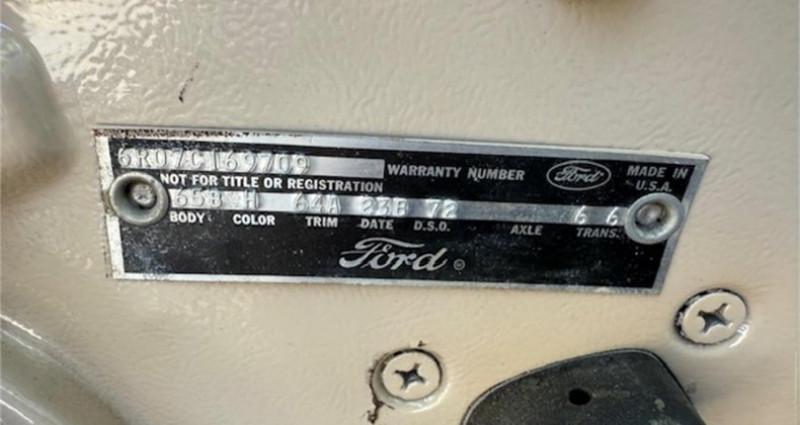 6R07C169709 WARRANTY NUMBER Ford MADE IN U.S.A.
NOT FOR TITLE OR REGISTRATION
65B H 64A 23B 72 6 6
BODY COLOR TRIM DATE D.S.O. AXLE TRANS.
Ford